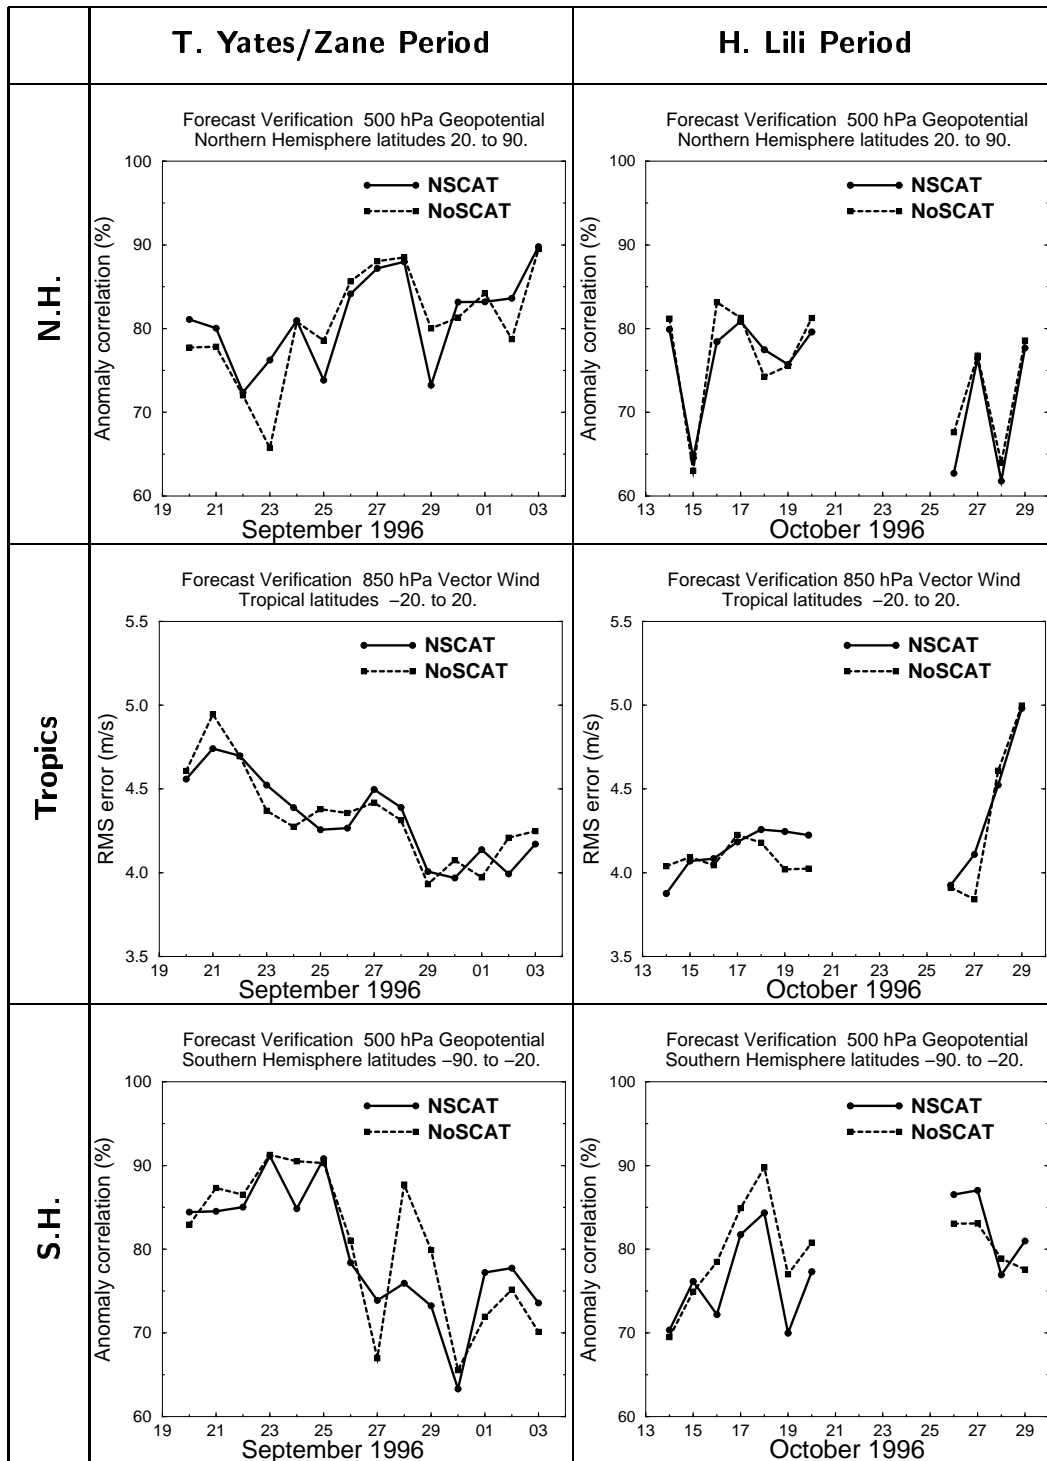 T. Yates/Zane Period
H. Lili Period
N.H.
Forecast Verification 500 hPa Geopotential
Northern Hemisphere latitudes 20. to 90.
100
90
80
70
60
Anomaly correlation (%)
NSCAT
NoSCAT
19 21 23 25 27 29 01 03
September 1996
Forecast Verification 500 hPa Geopotential
Northern Hemisphere latitudes 20. to 90.
100
90
80
70
60
Anomaly correlation (%)
NSCAT
NoSCAT
13 15 17 19 21 23 25 27 29
October 1996
Tropics
Forecast Verification 850 hPa Vector Wind
Tropical latitudes −20. to 20.
5.5
5.0
4.5
4.0
3.5
RMS error (m/s)
NSCAT
NoSCAT
19 21 23 25 27 29 01 03
September 1996
Forecast Verification 850 hPa Vector Wind
Tropical latitudes −20. to 20.
5.5
5.0
4.5
4.0
3.5
RMS error (m/s)
NSCAT
NoSCAT
13 15 17 19 21 23 25 27 29
October 1996
S.H.
Forecast Verification 500 hPa Geopotential
Southern Hemisphere latitudes −90. to −20.
100
90
80
70
60
Anomaly correlation (%)
NSCAT
NoSCAT
19 21 23 25 27 29 01 03
September 1996
Forecast Verification 500 hPa Geopotential
Southern Hemisphere latitudes −90. to −20.
100
90
80
70
60
Anomaly correlation (%)
NSCAT
NoSCAT
13 15 17 19 21 23 25 27 29
October 1996